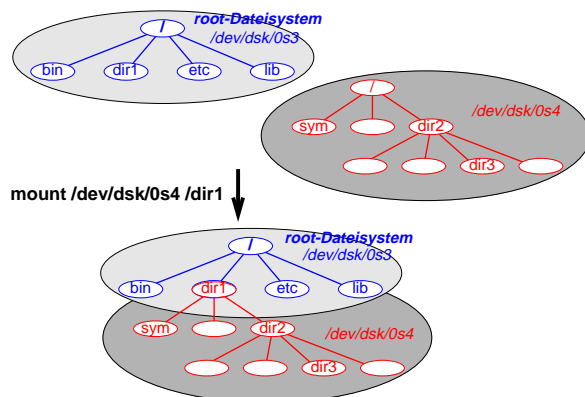 root-Dateisystem
/
/dev/dsk/0s3
bin dir1 etc lib
/
/dev/dsk/0s4
sym dir2
dir3
mount /dev/dsk/0s4 /dir1
root-Dateisystem
/
/dev/dsk/0s3
bin dir1 etc lib
sym dir2 /dev/dsk/0s4
dir3